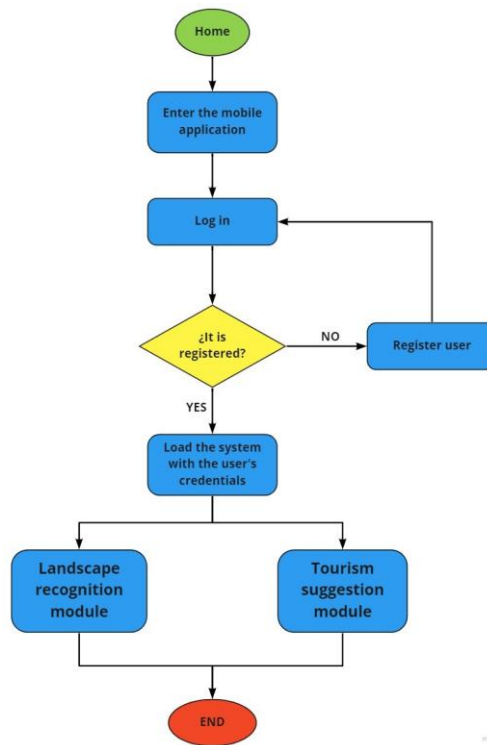 Home
Enter the mobile
application
Log in
¿It is
registered?
NO
Register user
YES
Load the system
with the user's
credentials
Landscape
recognition
module
Tourism
suggestion
module
END